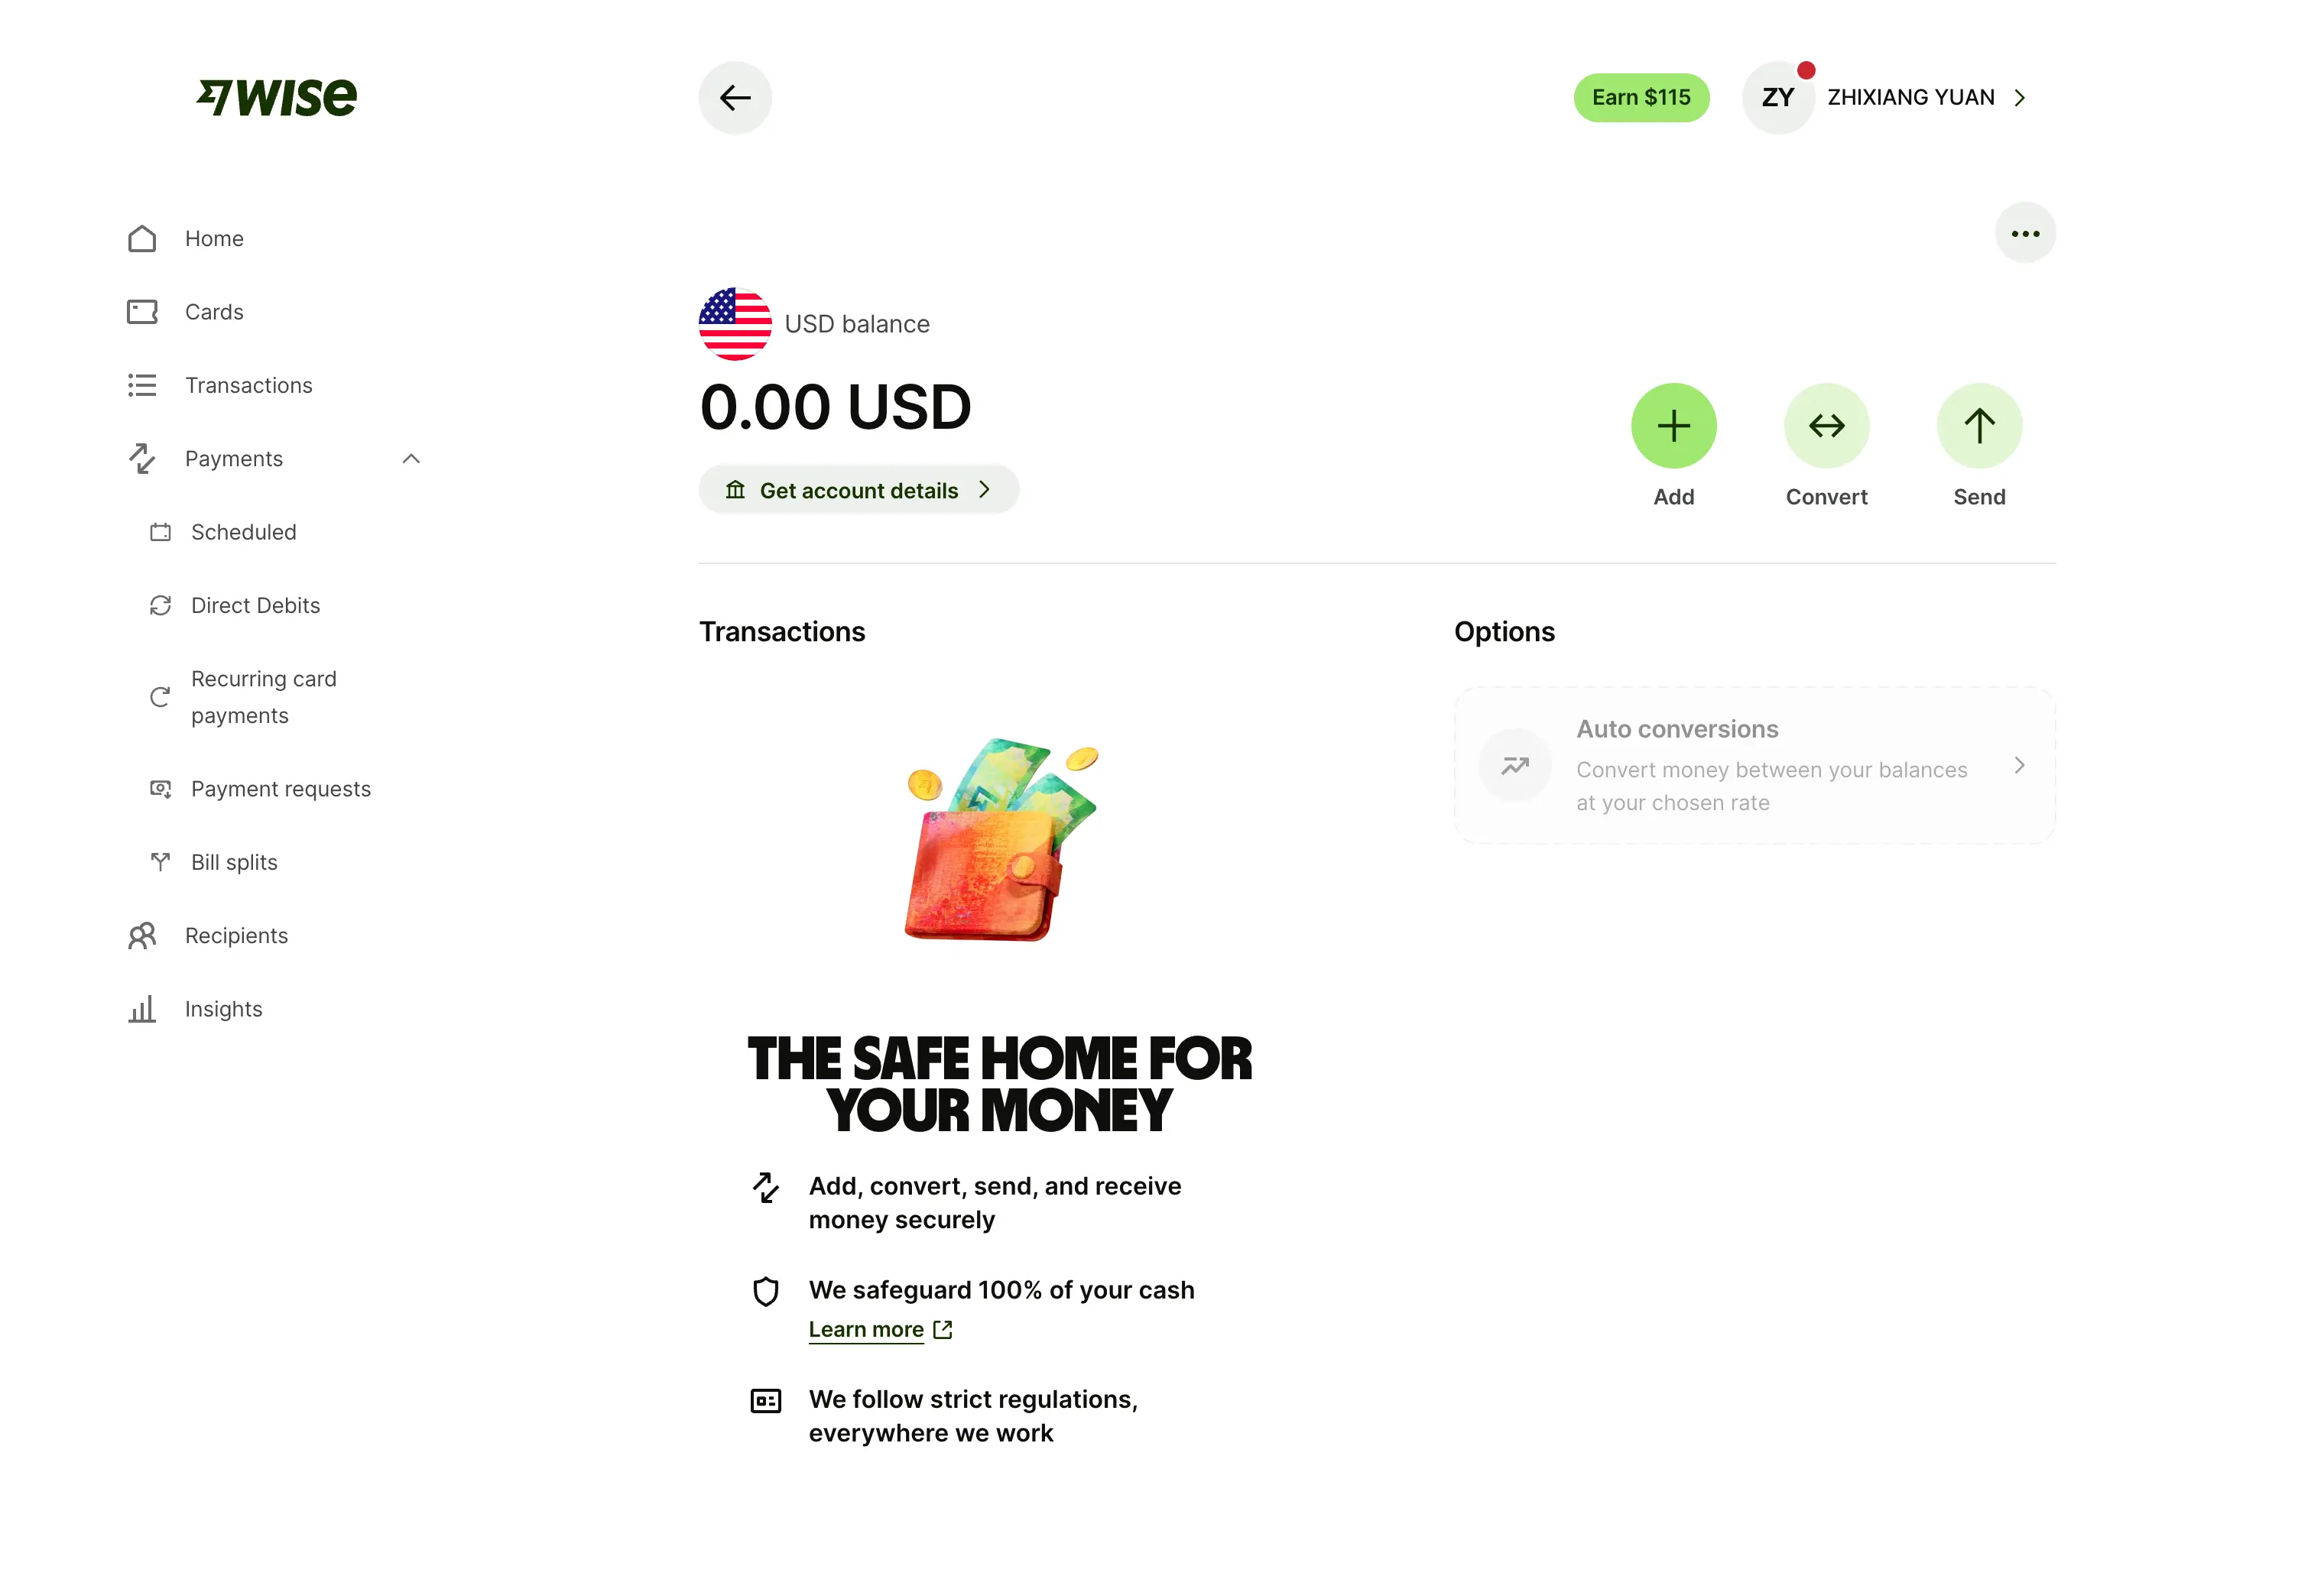 WISE
Earn $115
ZY
ZHIXIANG YUAN
Home
Cards
Transactions
Payments
Scheduled
Direct Debits
Recurring card
payments
Payment requests
Bill splits
Recipients
Insights
USD balance
0.00 USD
Get account details
Add
Convert
Send
Transactions
THE SAFE HOME FOR
YOUR MONEY
Add, convert, send, and receive
money securely
We safeguard 100% of your cash
Learn more
We follow strict regulations,
everywhere we work
Options
Auto conversions
Convert money between your balances
at your chosen rate